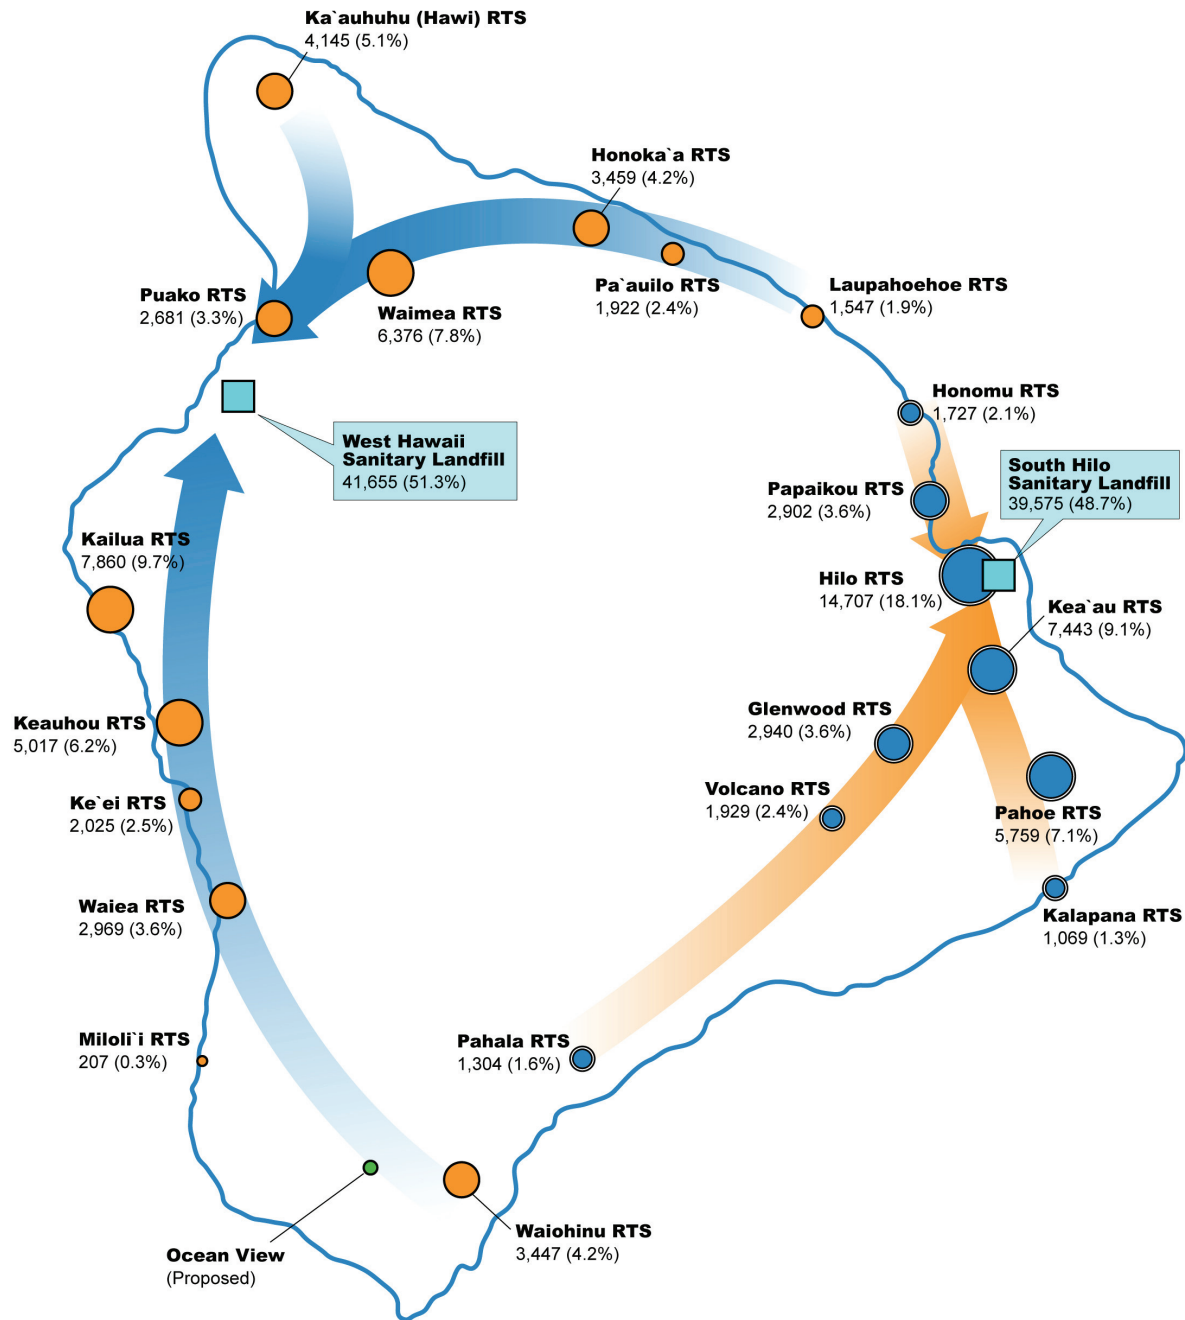 Ka`auhuhu (Hawi) RTS
4,145 (5.1%)
Honoka`a RTS
3,459 (4.2%)
Pa`auilo RTS
1,922 (2.4%)
Laupahoehoe RTS
1,547 (1.9%)
Puako RTS
2,681 (3.3%)
Waimea RTS
6,376 (7.8%)
Honomu RTS
1,727 (2.1%)
West Hawaii
Sanitary Landfill
41,655 (51.3%)
South Hilo
Sanitary Landfill
39,575 (48.7%)
Papaikou RTS
2,902 (3.6%)
Kailua RTS
7,860 (9.7%)
Hilo RTS
14,707 (18.1%)
Kea`au RTS
7,443 (9.1%)
Keauhou RTS
5,017 (6.2%)
Glenwood RTS
2,940 (3.6%)
Ke`ei RTS
2,025 (2.5%)
Volcano RTS
1,929 (2.4%)
Pahoe RTS
5,759 (7.1%)
Waiea RTS
2,969 (3.6%)
Kalapana RTS
1,069 (1.3%)
Miloli`i RTS
207 (0.3%)
Pahala RTS
1,304 (1.6%)
Waiohinu RTS
3,447 (4.2%)
Ocean View
(Proposed)